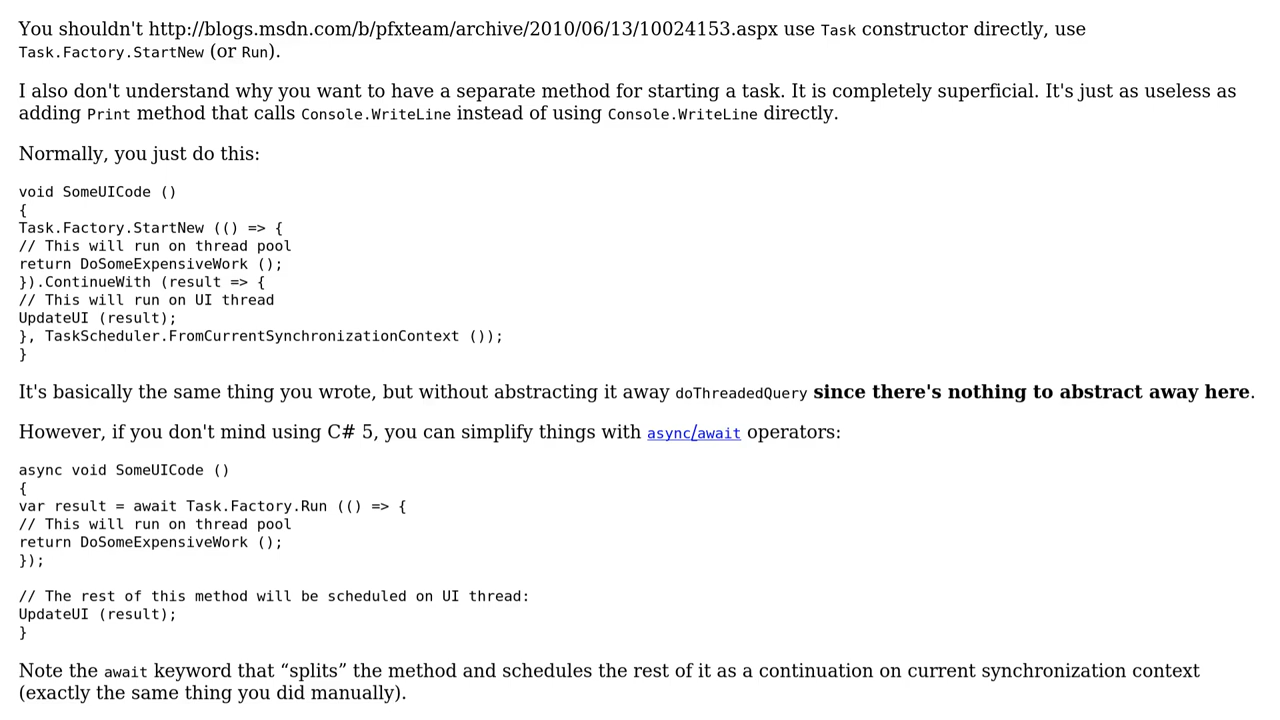 You shouldn't http://blogs.msdn.com/b/pfxteam/archive/2010/06/13/10024153.aspx use Task constructor directly, use
Task.Factory.StartNew (or Run).
I also don't understand why you want to have a separate method for starting a task. It is completely superficial. It's just as useless as
adding Print method that calls Console.WriteLine instead of using Console.WriteLine directly.
Normally, you just do this:
void SomeUICode ()
{
Task.Factory.StartNew (() => {
// This will run on thread pool
return DoSomeExpensiveWork ();
}).ContinueWith (result => {
// This will run on UI thread
UpdateUI (result);
}, TaskScheduler.FromCurrentSynchronizationContext ());
}
It's basically the same thing you wrote, but without abstracting it away doThreadedQuery since there's nothing to abstract away here.
However, if you don't mind using C# 5, you can simplify things with async/await operators:
async void SomeUICode ()
{
var result = await Task.Factory.Run (() => {
// This will run on thread pool
return DoSomeExpensiveWork ();
});
// The rest of this method will be scheduled on UI thread:
UpdateUI (result);
}
Note the await keyword that “splits” the method and schedules the rest of it as a continuation on current synchronization context
(exactly the same thing you did manually).